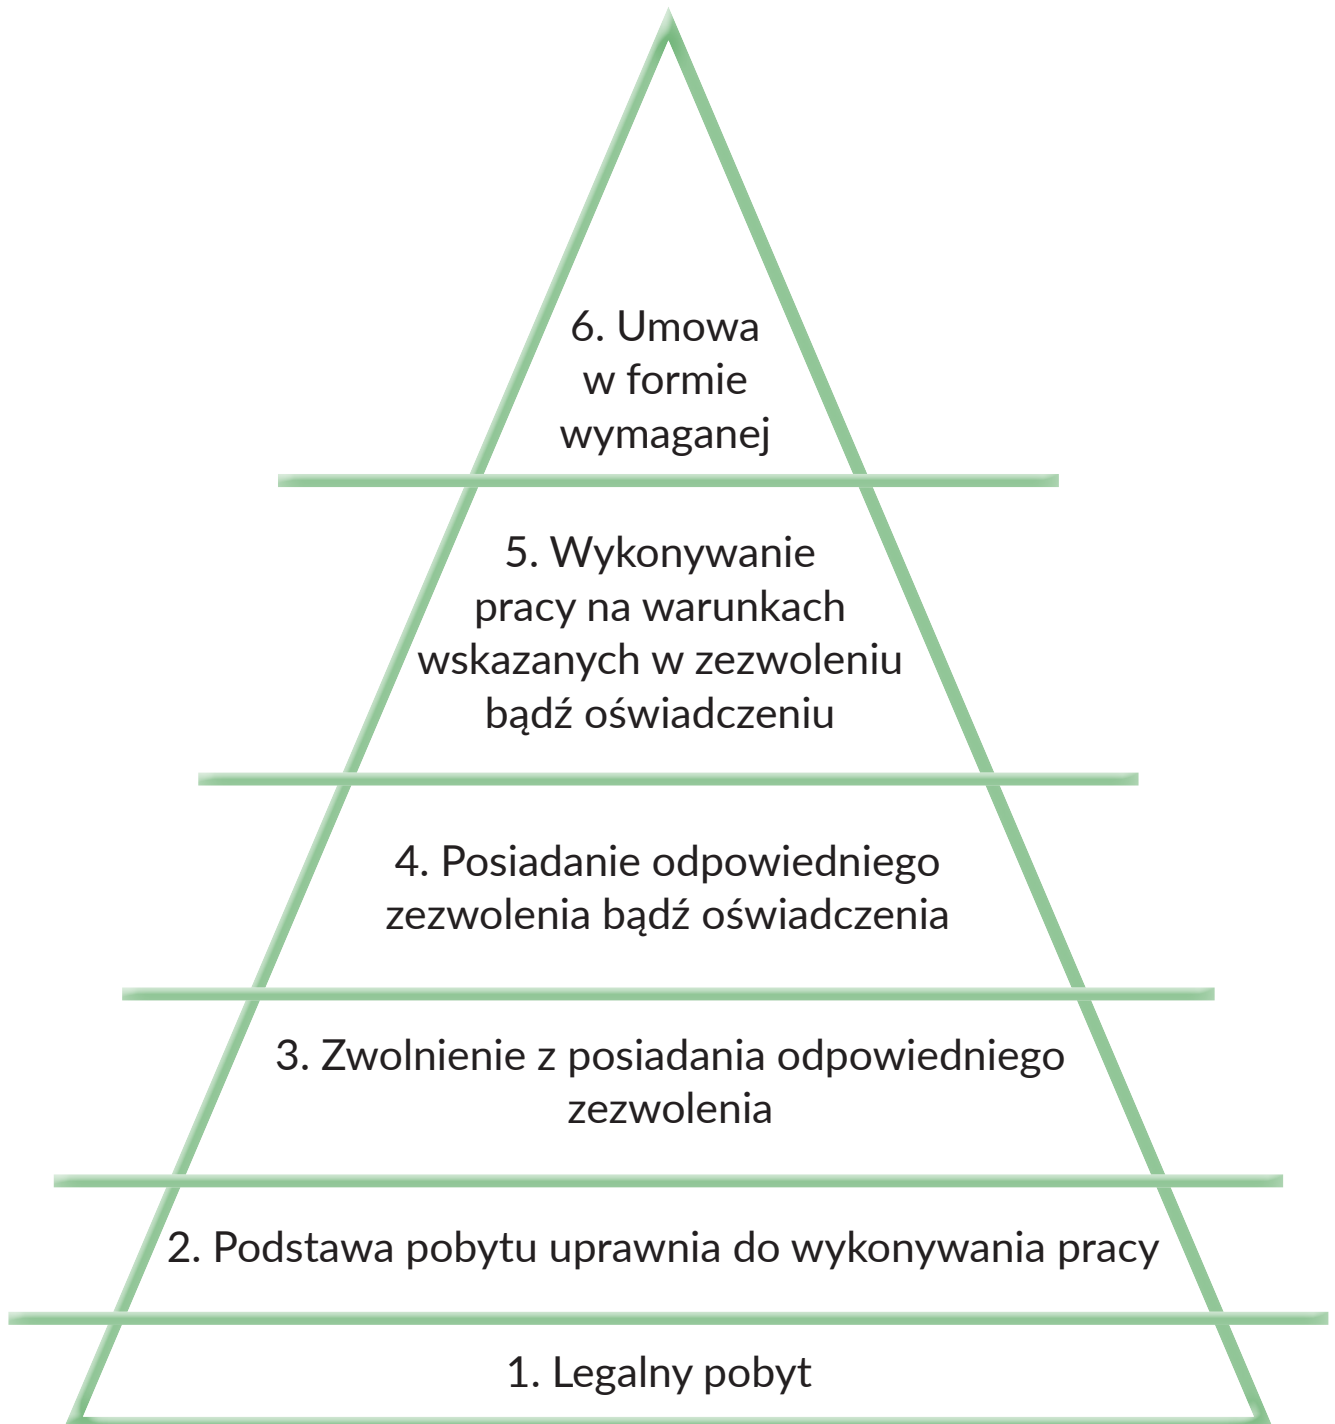 6. Umowa
w formie
wymaganej
5. Wykonywanie
pracy na warunkach
wskazanych w zezwoleniu
bądź oświadczeniu
4. Posiadanie odpowiedniego
zezwolenia bądź oświadczenia
3. Zwolnienie z posiadania odpowiedniego
zezwolenia
2. Podstawa pobytu uprawnia do wykonywania pracy
1. Legalny pobyt